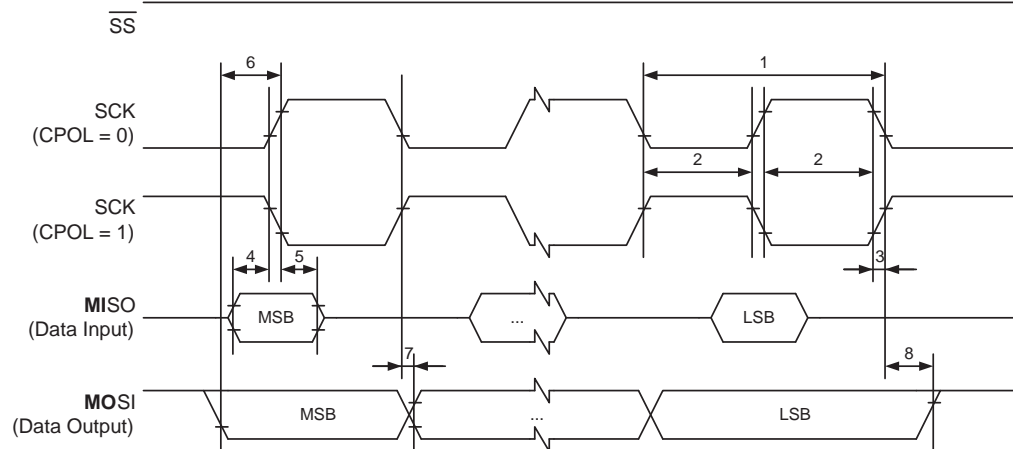 SS
6
1
SCK
(CPOL = 0)
2
2
SCK
(CPOL = 1)
4
5
3
MISO
(Data Input)
MSB
...
LSB
7
8
MOSI
(Data Output)
MSB
...
LSB